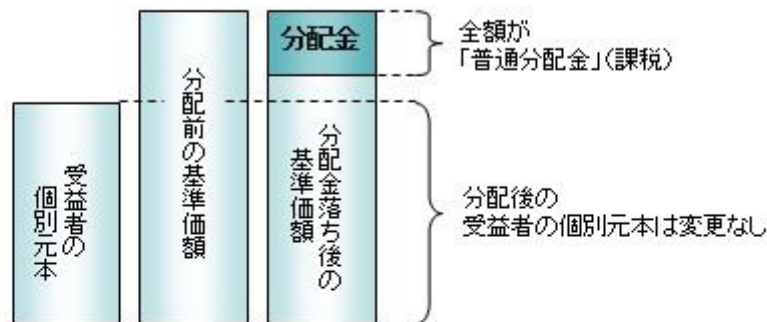 受益者の
個別元本
分配前の基準価額
分配金
分配金落ち後の
基準価額
全額が
「普通分配金」(課税)
分配後の
受益者の個別元本は変更なし